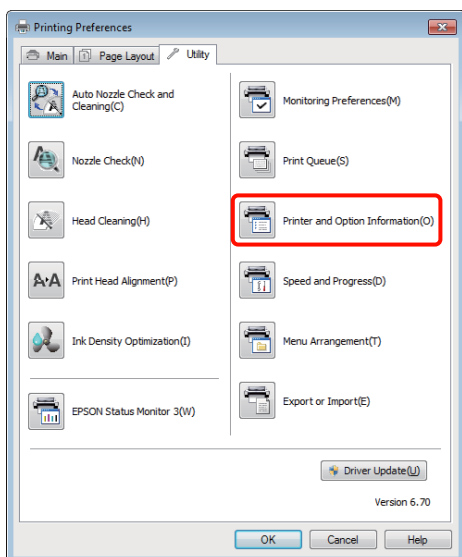 Printing Preferences
Main
Page Layout
Utility
Auto Nozzle Check and
Cleaning(C)
Nozzle Check(N)
Head Cleaning(H)
A A Print Head Alignment(P)
Ink Density Optimization(I)
EPSON Status Monitor 3(W)
Monitoring Preferences(M)
Print Queue(S)
Printer and Option Information(O)
Speed and Progress(D)
Menu Arrangement(T)
Export or Import(E)
Driver Update(U)
Version 6.70
OK
Cancel
Help